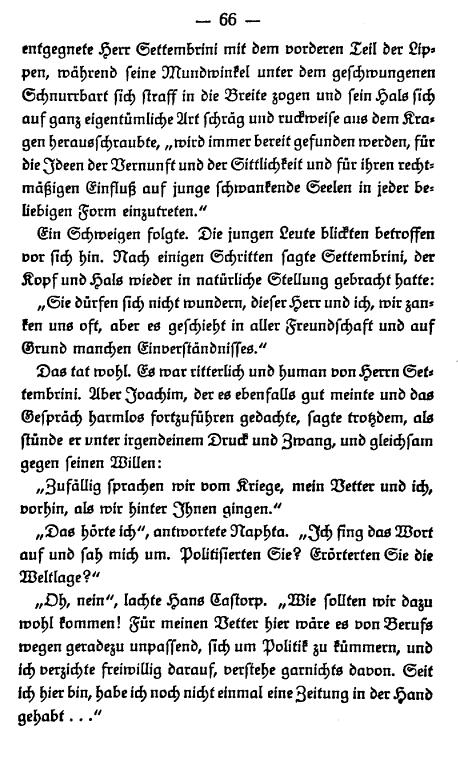 — 66 —
entgegnete Herr Settembrini mit dem vorderen Teil der Lip-
pen, während seine Mundwinkel unter dem geschwungenen
Schnurrbart sich straff in die Breite zogen und sein Hals sich
auf ganz eigentümliche Art schräg und ruckweise aus dem Kra-
gen herausschraubte, „wird immer bereit gefunden werden, für
die Ideen der Vernunft und der Sittlichkeit und für ihren recht-
mäßigen Einfluß auf junge schwankende Seelen in jeder be-
liebigen Form einzutreten.“
Ein Schweigen folgte. Die jungen Leute blickten betroffen
vor sich hin. Nach einigen Schritten sagte Settembrini, der
Kopf und Hals wieder in natürliche Stellung gebracht hatte:
„Sie dürfen sich nicht wundern, dieser Herr und ich, wir zan-
ken uns oft, aber es geschieht in aller Freundschaft und auf
Grund manchen Einverständnisses.“
Das tat wohl. Es war ritterlich und human von Herrn Set-
tembrini. Aber Joachim, der es ebenfalls gut meinte und das
Gespräch harmlos fortzuführen gedachte, sagte trotzdem, als
stünde er unter irgendeinem Druck und Zwang, und gleichsam
gegen seinen Willen:
„Zufällig sprachen wir vom Kriege, mein Vetter und ich,
vorhin, als wir hinter Ihnen gingen.“
„Das hörte ich“, antwortete Naphta. „Ich fing das Wort
auf und sah mich um. Politisierten Sie? Erörterten Sie die
Weltlage?“
„Oh, nein“, lachte Hans Castorp. „Wie sollten wir dazu
wohl kommen! Für meinen Vetter hier wäre es von Berufs
wegen geradezu unpassend, sich um Politik zu kümmern, und
ich verzichte freiwillig darauf, verstehe garnichts davon. Seit
ich hier bin, habe ich noch nicht einmal eine Zeitung in der Hand
gehabt . . .“